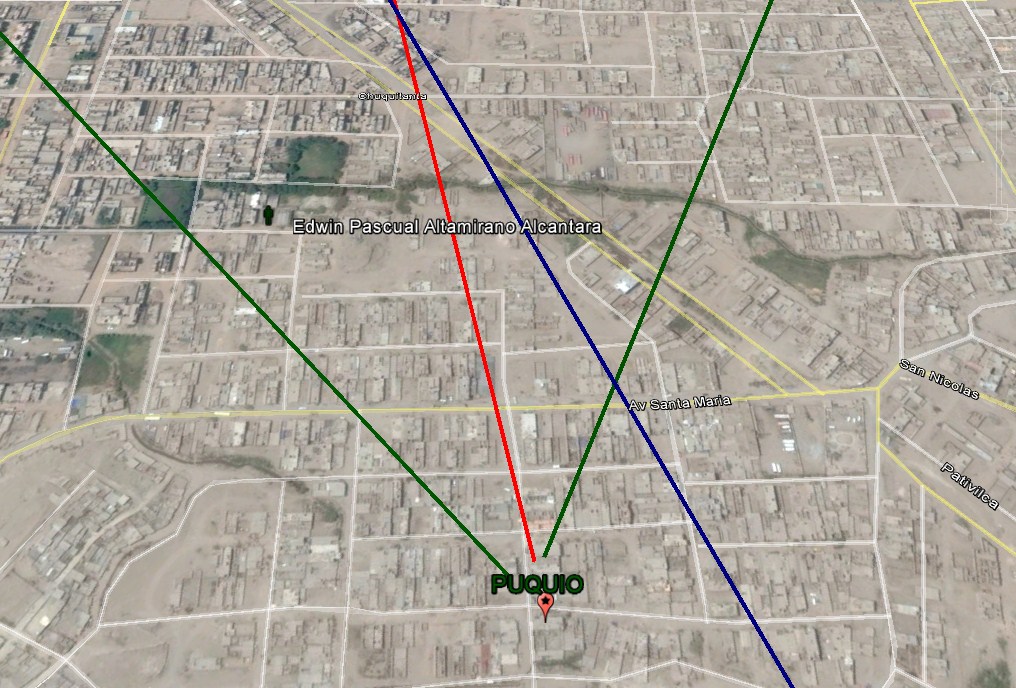 Chuquitanta
Edwin Pascual Altamirano Alcantara
San Nicolas
Av Santa Maria
Pativilca
PUQUIO